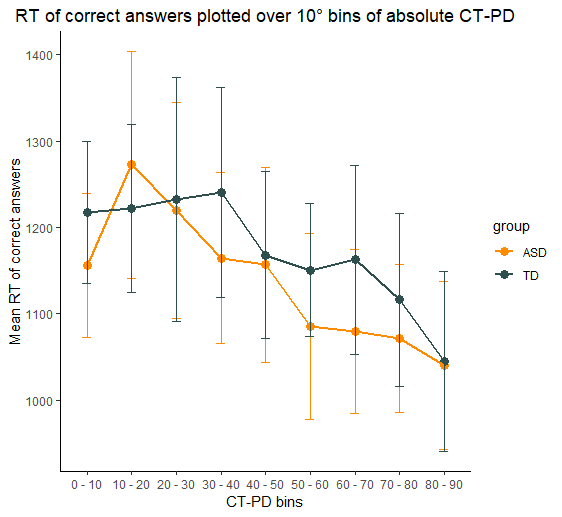 RT of correct answers plotted over 10° bins of absolute CT-PD
Mean RT of correct answers
1400
1300
1200
1100
1000
0 - 10 10 - 20 20 - 30 30 - 40 40 - 50 50 - 60 60 - 70 70 - 80 80 - 90
CT-PD bins
group
ASD
TD